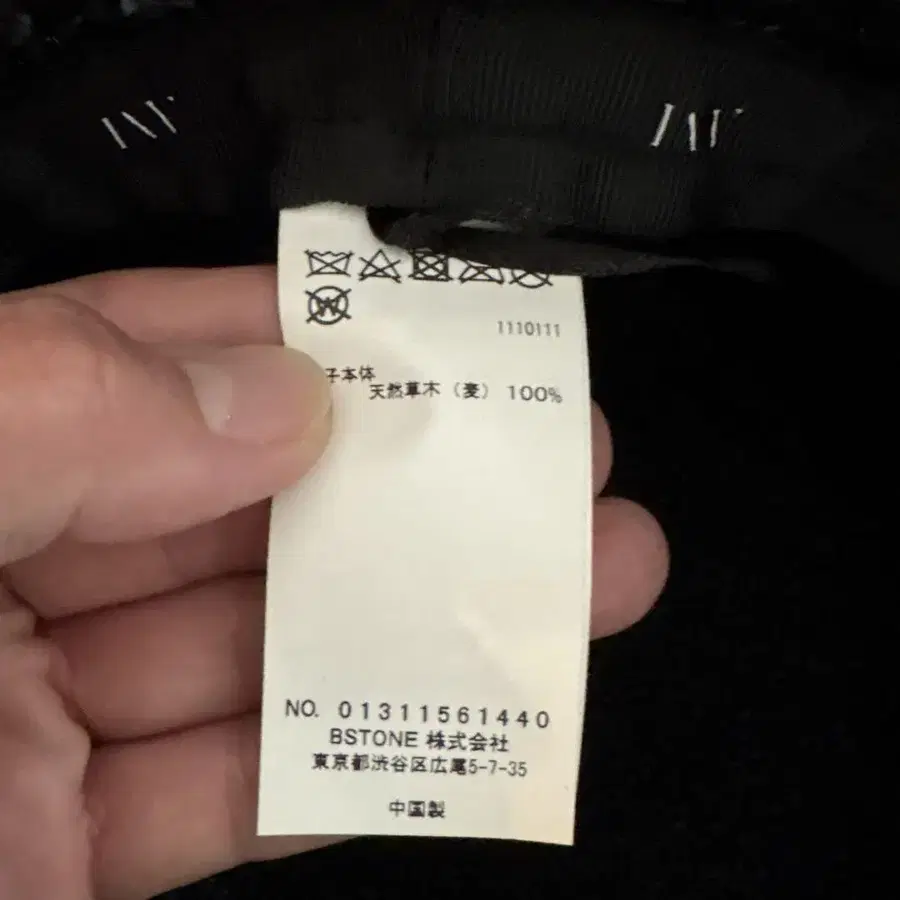 1110111
子本体
天然草木（麦） 100%
NO. 01311561440
BSTONE 株式会社
東京都渋谷区広尾5-7-35
中国製